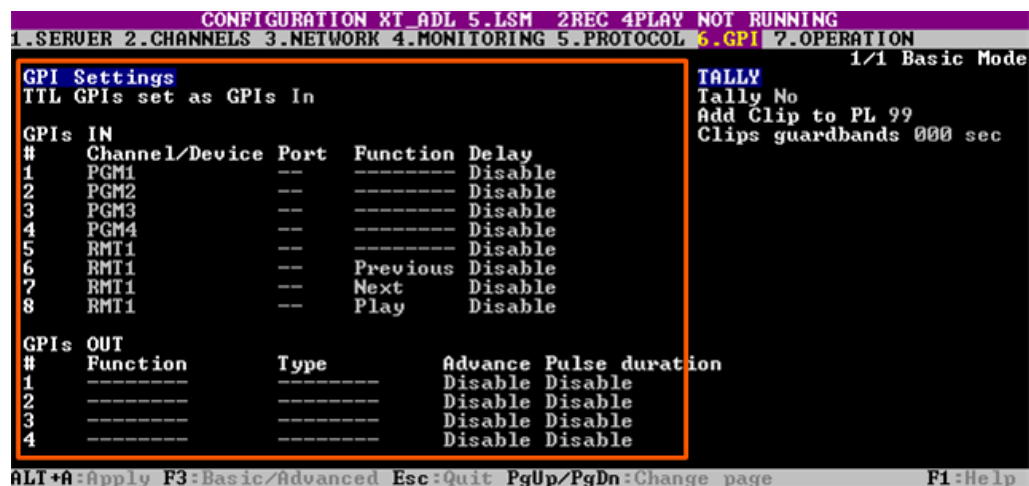 CONFIGURATION XT_ADL 5.LSM 2REC 4PLAY NOT RUNNING
1.SERVER 2.CHANNELS 3.NETWORK 4.MONITORING 5.PROTOCOL 6.GPI 7.OPERATION
1/1 Basic Mode
GPI Settings TALLY
TTL GPIs set as GPIs In Tally No
Add Clip to PL 99
GPIs IN Clips guardbands 000 sec
# Channel/Device Port Function Delay
1 PGM1 -- -------- Disable
2 PGM2 -- -------- Disable
3 PGM3 -- -------- Disable
4 PGM4 -- -------- Disable
5 RMT1 -- -------- Disable
6 RMT1 -- Previous Disable
7 RMT1 -- Next Disable
8 RMT1 -- Play Disable
GPIs OUT
# Function Type Advance Pulse duration
1 -------- -------- Disable Disable
2 -------- -------- Disable Disable
3 -------- -------- Disable Disable
4 -------- -------- Disable Disable
ALT+A:Apply F3:Basic/Advanced Esc:Quit PgUp/PgDn:Change page F1:Help